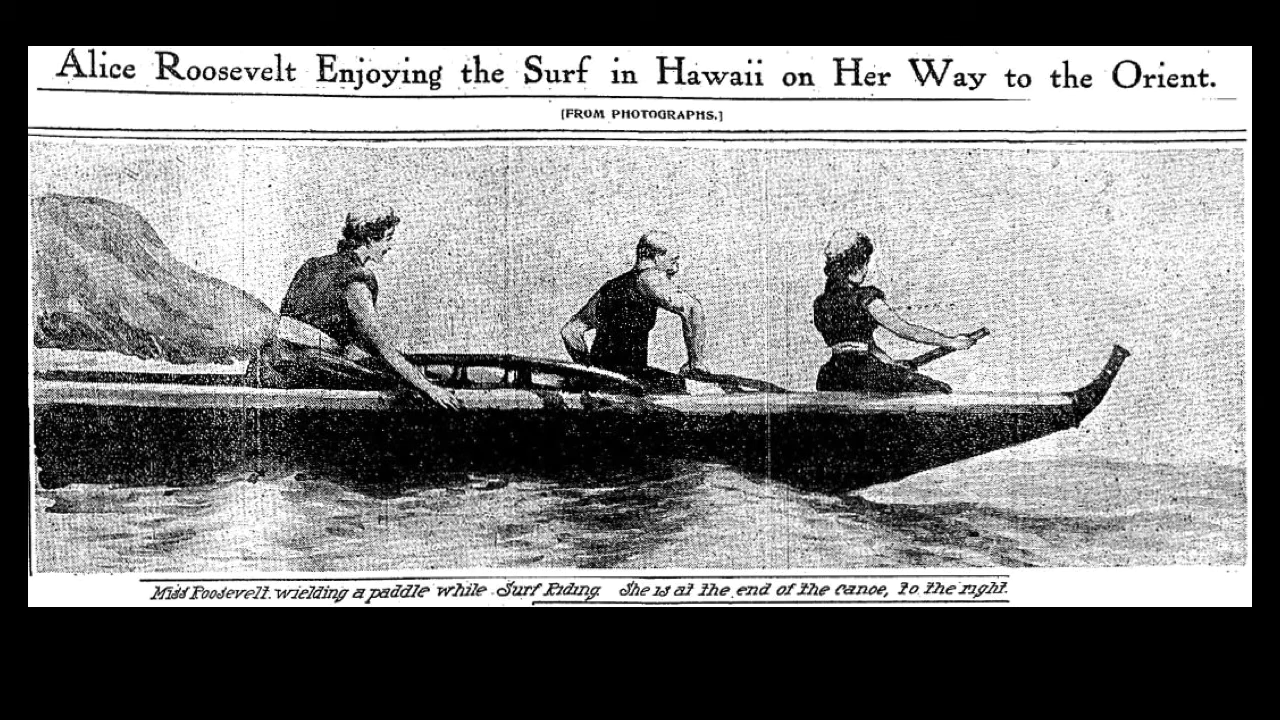 Alice Roosevelt Enjoying the Surf in Hawaii on Her Way to the Orient.
[FROM PHOTOGRAPHS.]
Miss Roosevelt wielding a paddle while Surf Riding. She is at the end of the canoe, to the right.